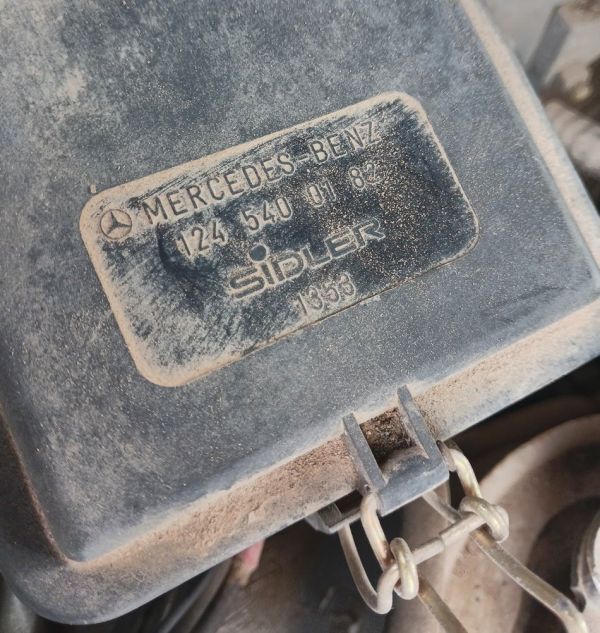 MERCEDES-BENZ
124 540 01 82
SIDLER
1353